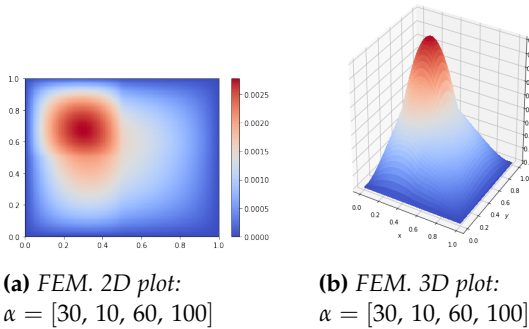 1.0
0.8
0.6
0.4
0.2
0.0
0.0 0.2 0.4 0.6 0.8 1.0
0.0025
0.0020
0.0015
0.0010
0.0005
0.0000
0.0 0.2 0.4 0.6 0.8 1.0
x
0.0 0.2 0.4 0.6 0.8 1.0
y
(a) FEM. 2D plot:
α = [30, 10, 60, 100]
(b) FEM. 3D plot:
α = [30, 10, 60, 100]